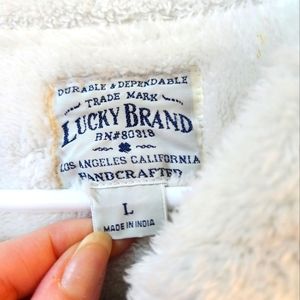 DURABLE & DEPENDABLE
TRADE MARK
LUCKY BRAND
RN#80318
LOS ANGELES CALIFORNIA
HANDCRAFTED
L
MADE IN INDIA